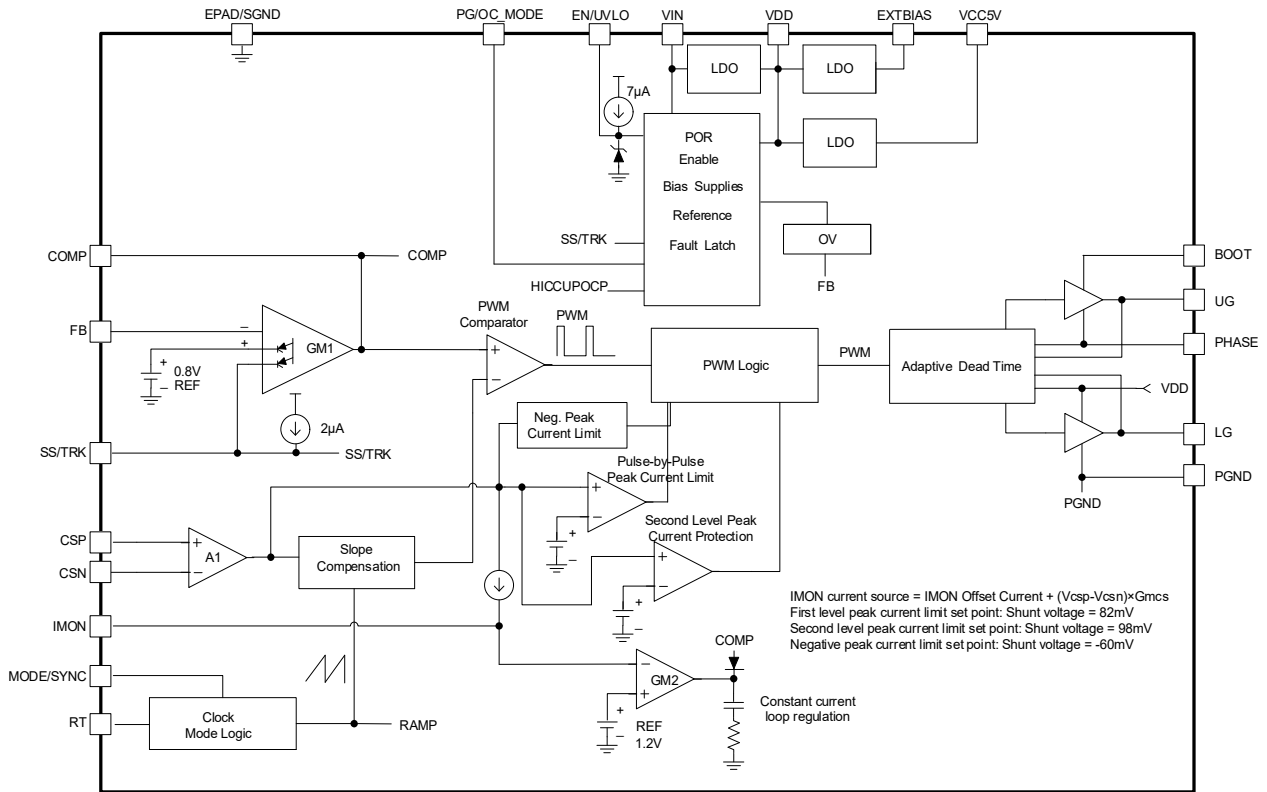 EPAD/SGND
PG/OC_MODE
EN/UVLO
VIN
VDD
EXTBIAS
VCC5V
LDO
LDO
7µA
POR
Enable
Bias Supplies
Reference
Fault Latch
LDO
SS/TRK
HICCUPOCP
OV
FB
COMP
COMP
BOOT
FB
GM1
0.8V
REF
PWM
Comparator
PWM
PWM Logic
PWM
Adaptive Dead Time
UG
PHASE
VDD
2µA
Neg. Peak
Current Limit
SS/TRK
SS/TRK
LG
Pulse-by-Pulse
Peak Current Limit
PGND
PGND
CSP
CSN
A1
Slope
Compensation
Second Level Peak
Current Protection
IMON current source = IMON Offset Current + (Vcsp-Vcsn)×Gmcs
First level peak current limit set point: Shunt voltage = 82mV
Second level peak current limit set point: Shunt voltage = 98mV
Negative peak current limit set point: Shunt voltage = -60mV
IMON
COMP
MODE/SYNC
GM2
REF
1.2V
Constant current
loop regulation
RT
Clock
Mode Logic
RAMP